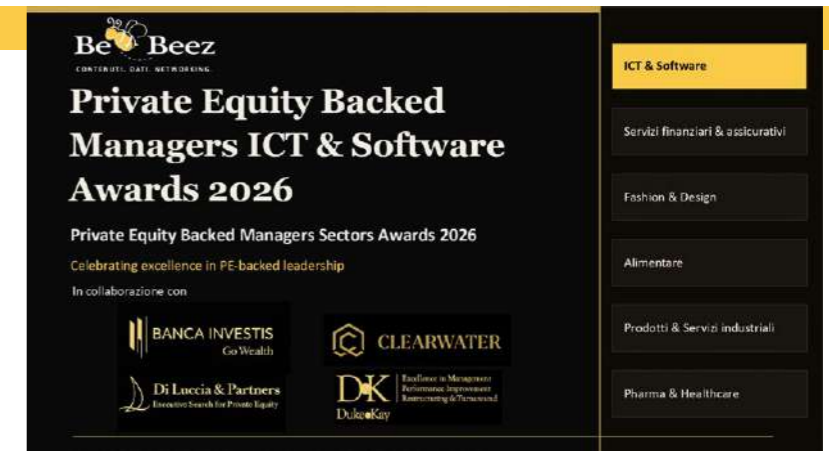 Be Beez
CONTENUTI. DATI. NETWORKING.
Private Equity Backed
Managers ICT & Software
Awards 2026
Private Equity Backed Managers Sectors Awards 2026
Celebrating excellence in PE-backed leadership
In collaborazione con
BANCA INVESTIS
Go Wealth
CLEARWATER
Di Luccia & Partners
Executive Search for Private Equity
DK
Duke&Kay
Excellence in Management
Performance Improvement
Restructuring & Turnaround
ICT & Software
Servizi finanziari & assicurativi
Fashion & Design
Alimentare
Prodotti & Servizi industriali
Pharma & Healthcare